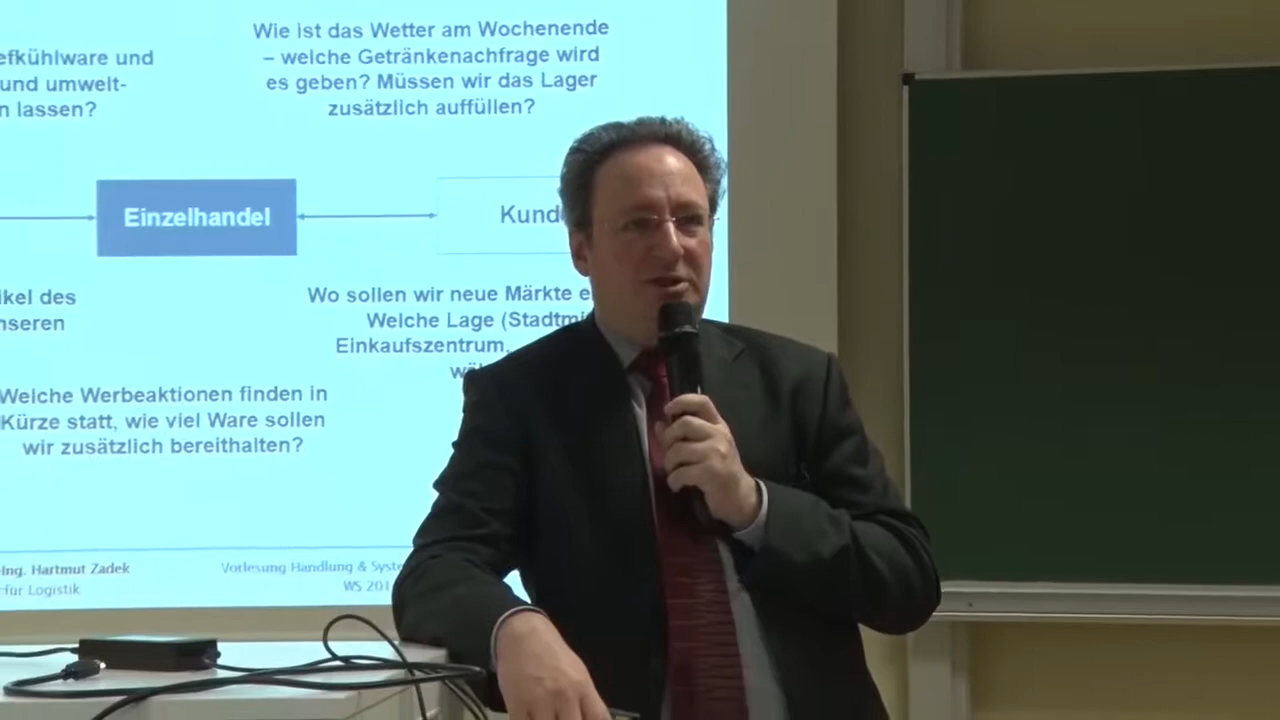 efkühlware und
und umwelt-
n lassen?
Wie ist das Wetter am Wochenende
– welche Getränkenachfrage wird
es geben? Müssen wir das Lager
zusätzlich auffüllen?
Einzelhandel
Kund
ikel des
nseren
Wo sollen wir neue Märkte e
Welche Lage (Stadtmi
Einkaufszentrum,
Welche Werbeaktionen finden in
Kürze statt, wie viel Ware sollen
wir zusätzlich bereithalten?
Ing. Hartmut Zadek
für Logistik
Vorlesung Handlung & Syste
WS 201